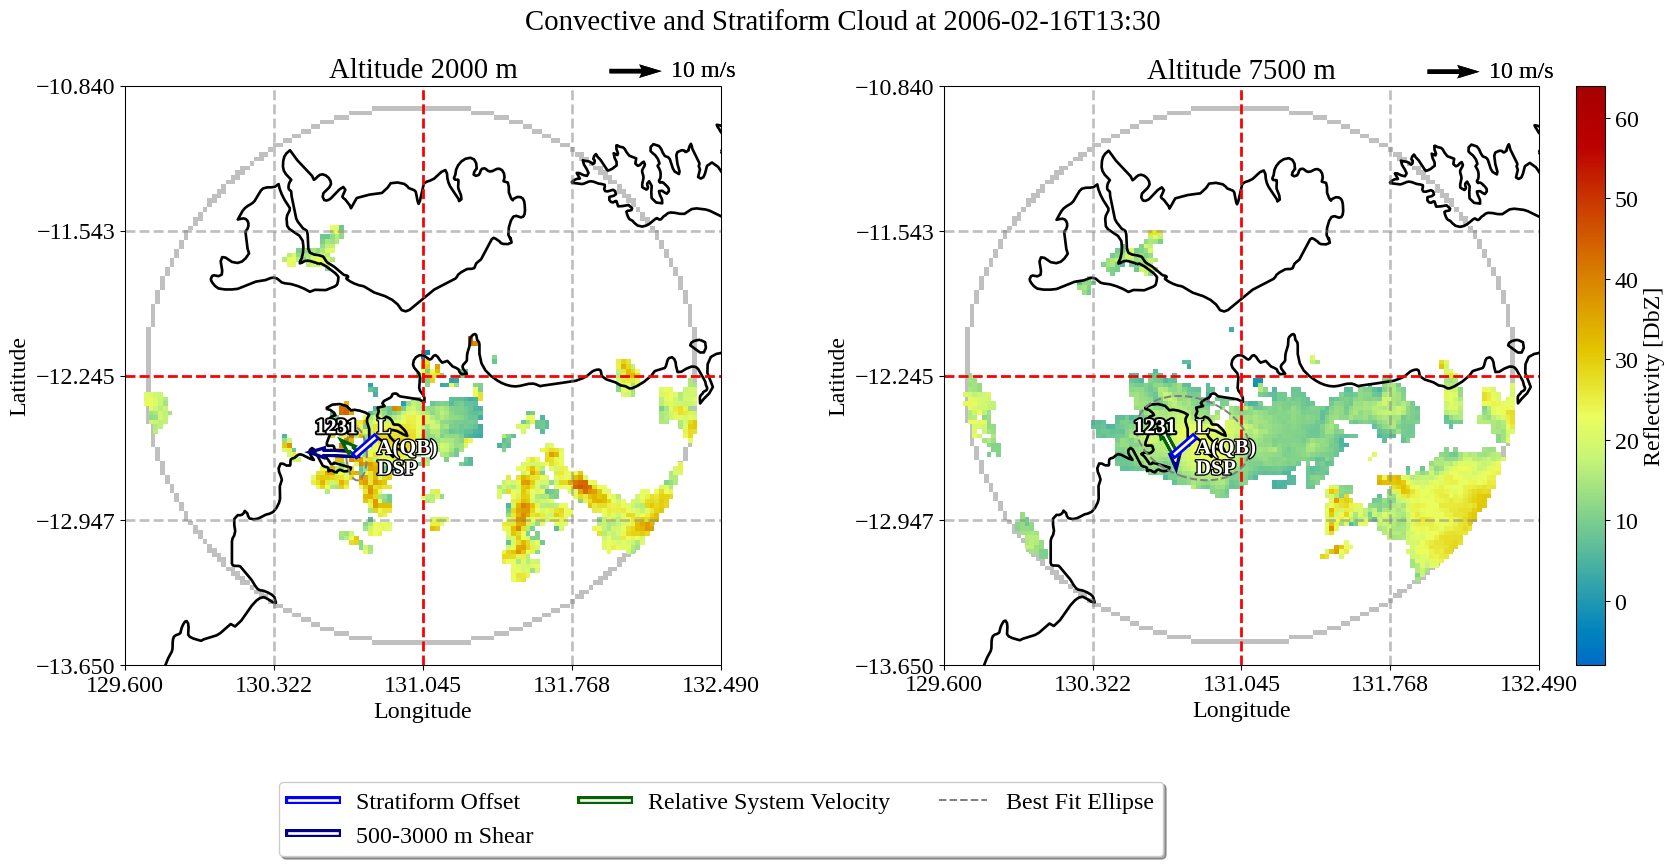 Convective and Stratiform Cloud at 2006-02-16T13:30
Altitude 2000 m
10 m/s
Altitude 7500 m
10 m/s
−10.840
−11.543
−12.245
−12.947
−13.650
Latitude
129.600
130.322
131.045
131.768
132.490
Longitude
1231
L
A(QB)
DSP
−10.840
−11.543
−12.245
−12.947
−13.650
Latitude
129.600
130.322
131.045
131.768
132.490
Longitude
1231
L
A(QB)
DSP
60
50
40
30
20
10
0
Reflectivity [DbZ]
Stratiform Offset
500-3000 m Shear
Relative System Velocity
Best Fit Ellipse